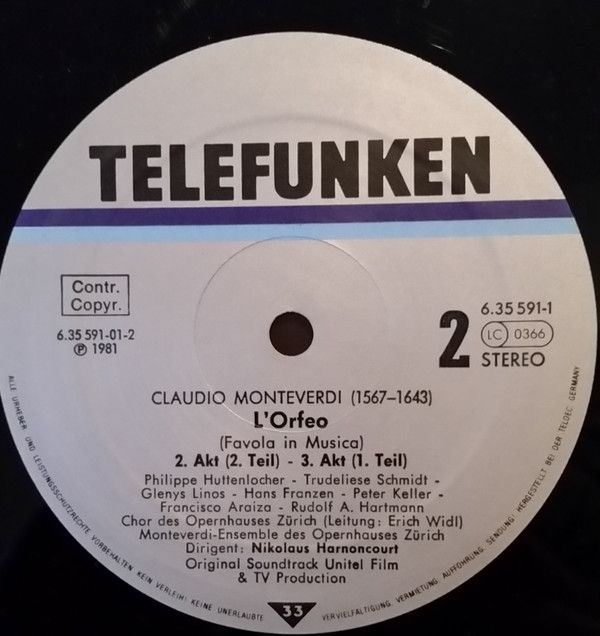 TELEFUNKEN
Contr.
Copyr.
6.35 591-01-2
℗ 1981
2
6.35 591-1
LC 0366
STEREO
CLAUDIO MONTEVERDI (1567–1643)
L'Orfeo
(Favola in Musica)
2. Akt (2. Teil) - 3. Akt (1. Teil)
Philippe Huttenlocher - Trudeliese Schmidt -
Glenys Linos - Hans Franzen - Peter Keller -
Francisco Araiza - Rudolf A. Hartmann
Chor des Opernhauses Zürich (Leitung: Erich Widl)
Monteverdi-Ensemble des Opernhauses Zürich
Dirigent: Nikolaus Harnoncourt
Original Soundtrack Unitel Film
& TV Production
ALLE URHEBER UND LEISTUNGSSCHUTZRECHTE VORBEHALTEN KEIN VERLEIH! KEINE UNERLAUBTE
33
VERVIELFÄLTIGUNG, VERMIETUNG, AUFFÜHRUNG, SENDUNG! HERGESTELLT BEI DER TELDEC GERMANY